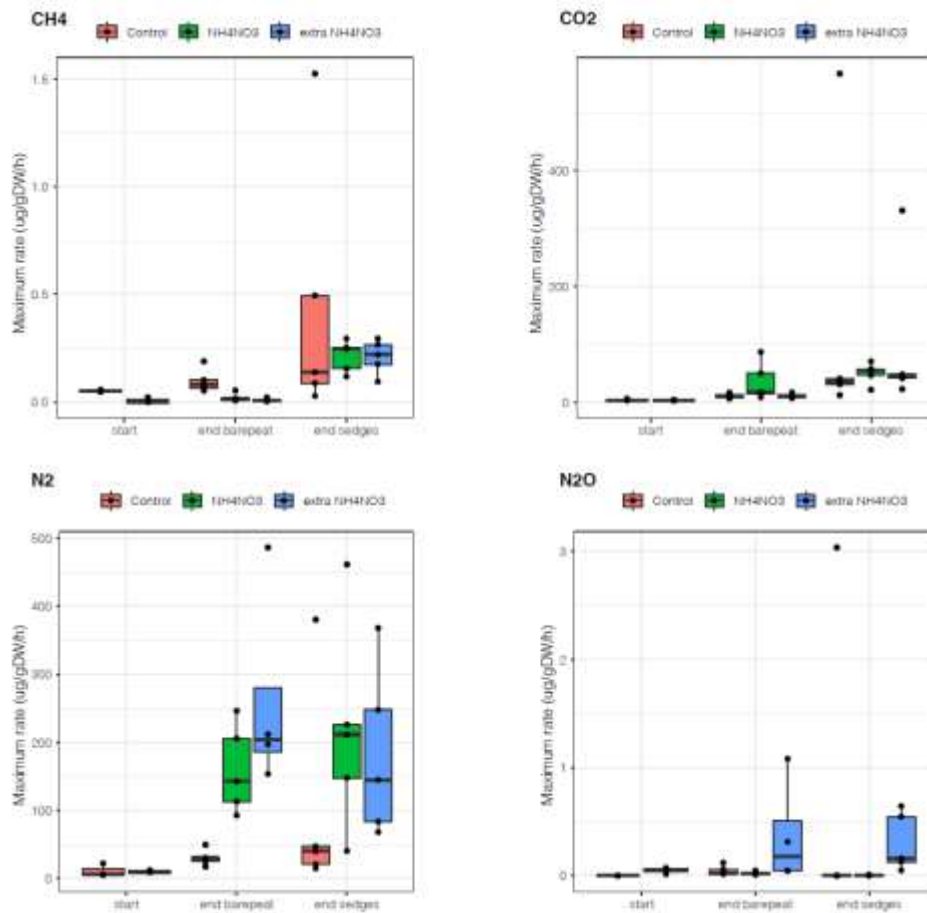 CH4
Control NH4NO3 extra NH4NO3
Maximum rate (ug/gDW/h)
1.5
1.0
0.5
0.0
start end barepeat end sedges
CO2
Control NH4NO3 extra NH4NO3
Maximum rate (ug/gDW/h)
400
200
0
start end barepeat end sedges
N2
Control NH4NO3 extra NH4NO3
Maximum rate (ug/gDW/h)
500
400
300
200
100
0
start end barepeat end sedges
N2O
Control NH4NO3 extra NH4NO3
Maximum rate (ug/gDW/h)
3
2
1
0
start end barepeat end sedges